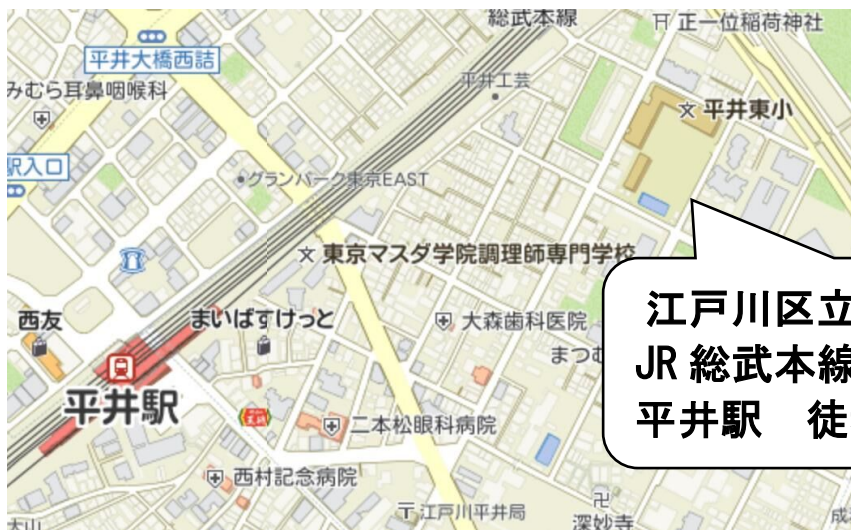 総武本線
正一位稲荷神社
平井大橋西詰
みむら耳鼻咽喉科
平井工芸
平井東小
駅入口
グランパーク東京EAST
東京マスダ学院調理師専門学校
西友
まいばすけっと
大森歯科医院
まつも
江戸川区立
JR 総武本線
平井駅 徒
平井駅
二本松眼科病院
西村記念病院
江戸川平井局
深妙寺
大山
成